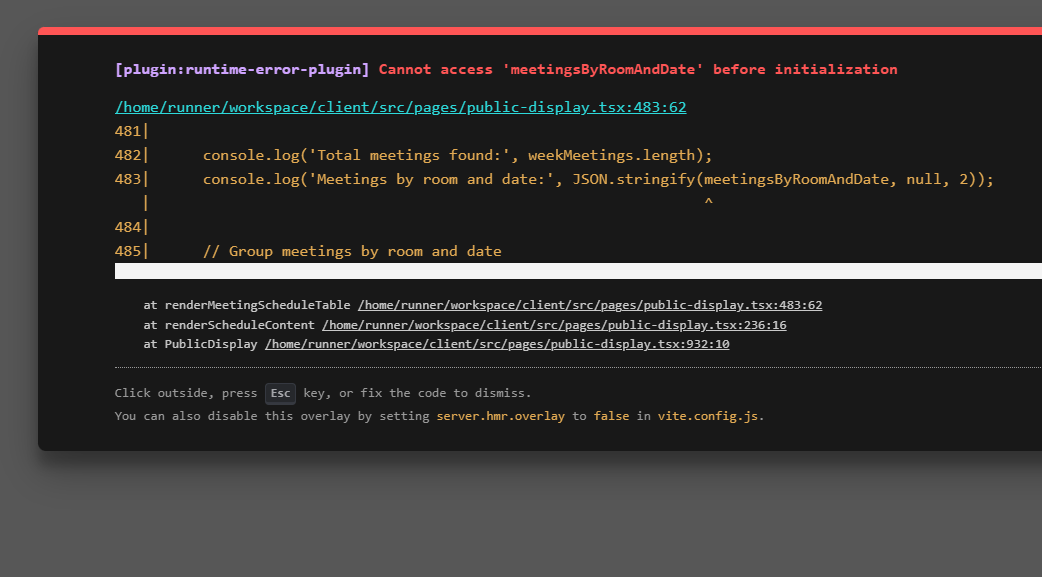 [plugin:runtime-error-plugin] Cannot access 'meetingsByRoomAndDate' before initialization
/home/runner/workspace/client/src/pages/public-display.tsx:483:62
481|
482|      console.log('Total meetings found:', weekMeetings.length);
483|      console.log('Meetings by room and date:', JSON.stringify(meetingsByRoomAndDate, null, 2));
   |                                                               ^
484|
485|      // Group meetings by room and date
at renderMeetingScheduleTable /home/runner/workspace/client/src/pages/public-display.tsx:483:62
at renderScheduleContent /home/runner/workspace/client/src/pages/public-display.tsx:236:16
at PublicDisplay /home/runner/workspace/client/src/pages/public-display.tsx:932:10
Click outside, press Esc key, or fix the code to dismiss.
You can also disable this overlay by setting server.hmr.overlay to false in vite.config.js.